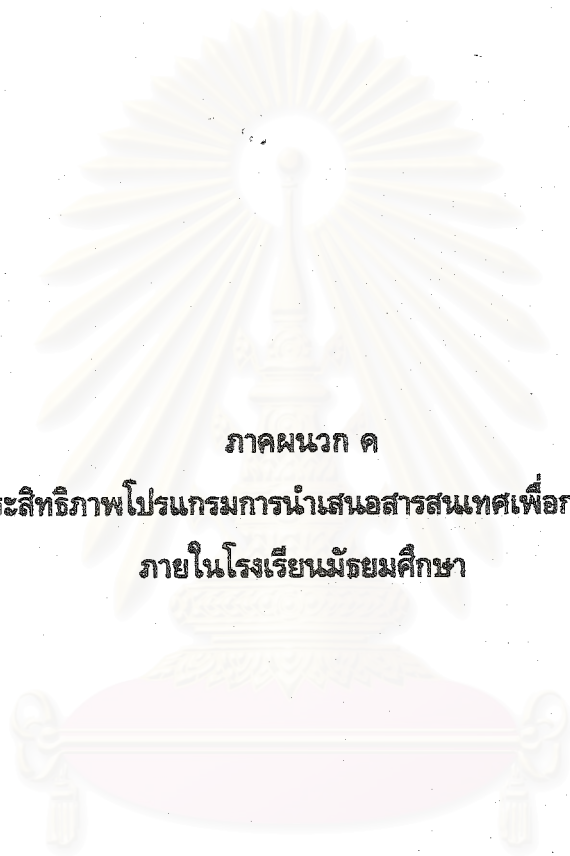 ภาคผนวก ค
ะสิทธิภาพโปรแกรมการนำเสนอสารสนเทศเพื่อก
ภายในโรงเรียนมัธยมศึกษา